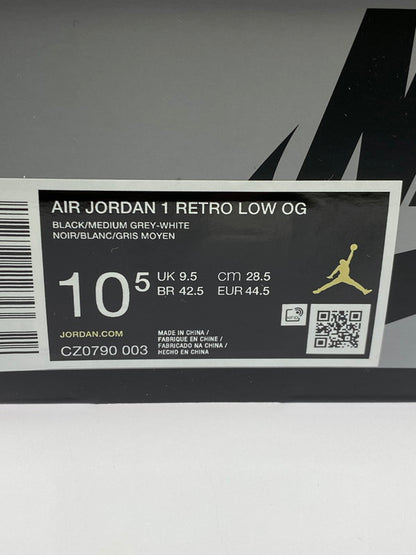 AIR JORDAN 1 RETRO LOW OG
BLACK/MEDIUM GREY-WHITE
NOIR/BLANC/GRIS MOYEN
10⁵
UK 9.5 cm 28.5
BR 42.5 EUR 44.5
JORDAN.COM
CZ0790 003
MADE IN CHINA /
FABRIQUE EN CHINE /
FABRICADO NA CHINA /
HECHO EN CHINA